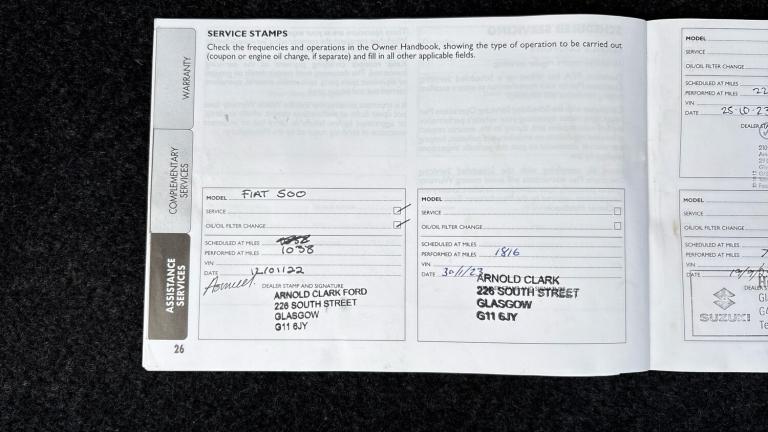 SERVICE STAMPS
Check the frequencies and operations in the Owner Handbook, showing the type of operation to be carried out
(coupon or engine oil change, if separate) and fill in all other applicable fields.
WARRANTY
COMPLEMENTARY
SERVICES
ASSISTANCE
SERVICES
MODEL FIAT 500
SERVICE
OIL/OIL FILTER CHANGE
SCHEDULED AT MILES
PERFORMED AT MILES 1038
VIN
DATE 12/01/22
DEALER STAMP AND SIGNATURE
ARNOLD CLARK FORD
226 SOUTH STREET
GLASGOW
G11 6JY
MODEL
SERVICE
OIL/OIL FILTER CHANGE
SCHEDULED AT MILES
PERFORMED AT MILES 1816
VIN
DATE 30/1/23
ARNOLD CLARK
226 SOUTH STREET
GLASGOW
G11 6JY
26
MODEL
SERVICE
OIL/OIL FILTER CHANGE
SCHEDULED AT MILES
PERFORMED AT MILES 22
VIN
DATE 25-10-23
DEALER
MODEL
SERVICE
OIL/OIL FILTER CHANGE
SCHEDULED AT MILES
PERFORMED AT MILES
VIN
DATE
SUZUKI